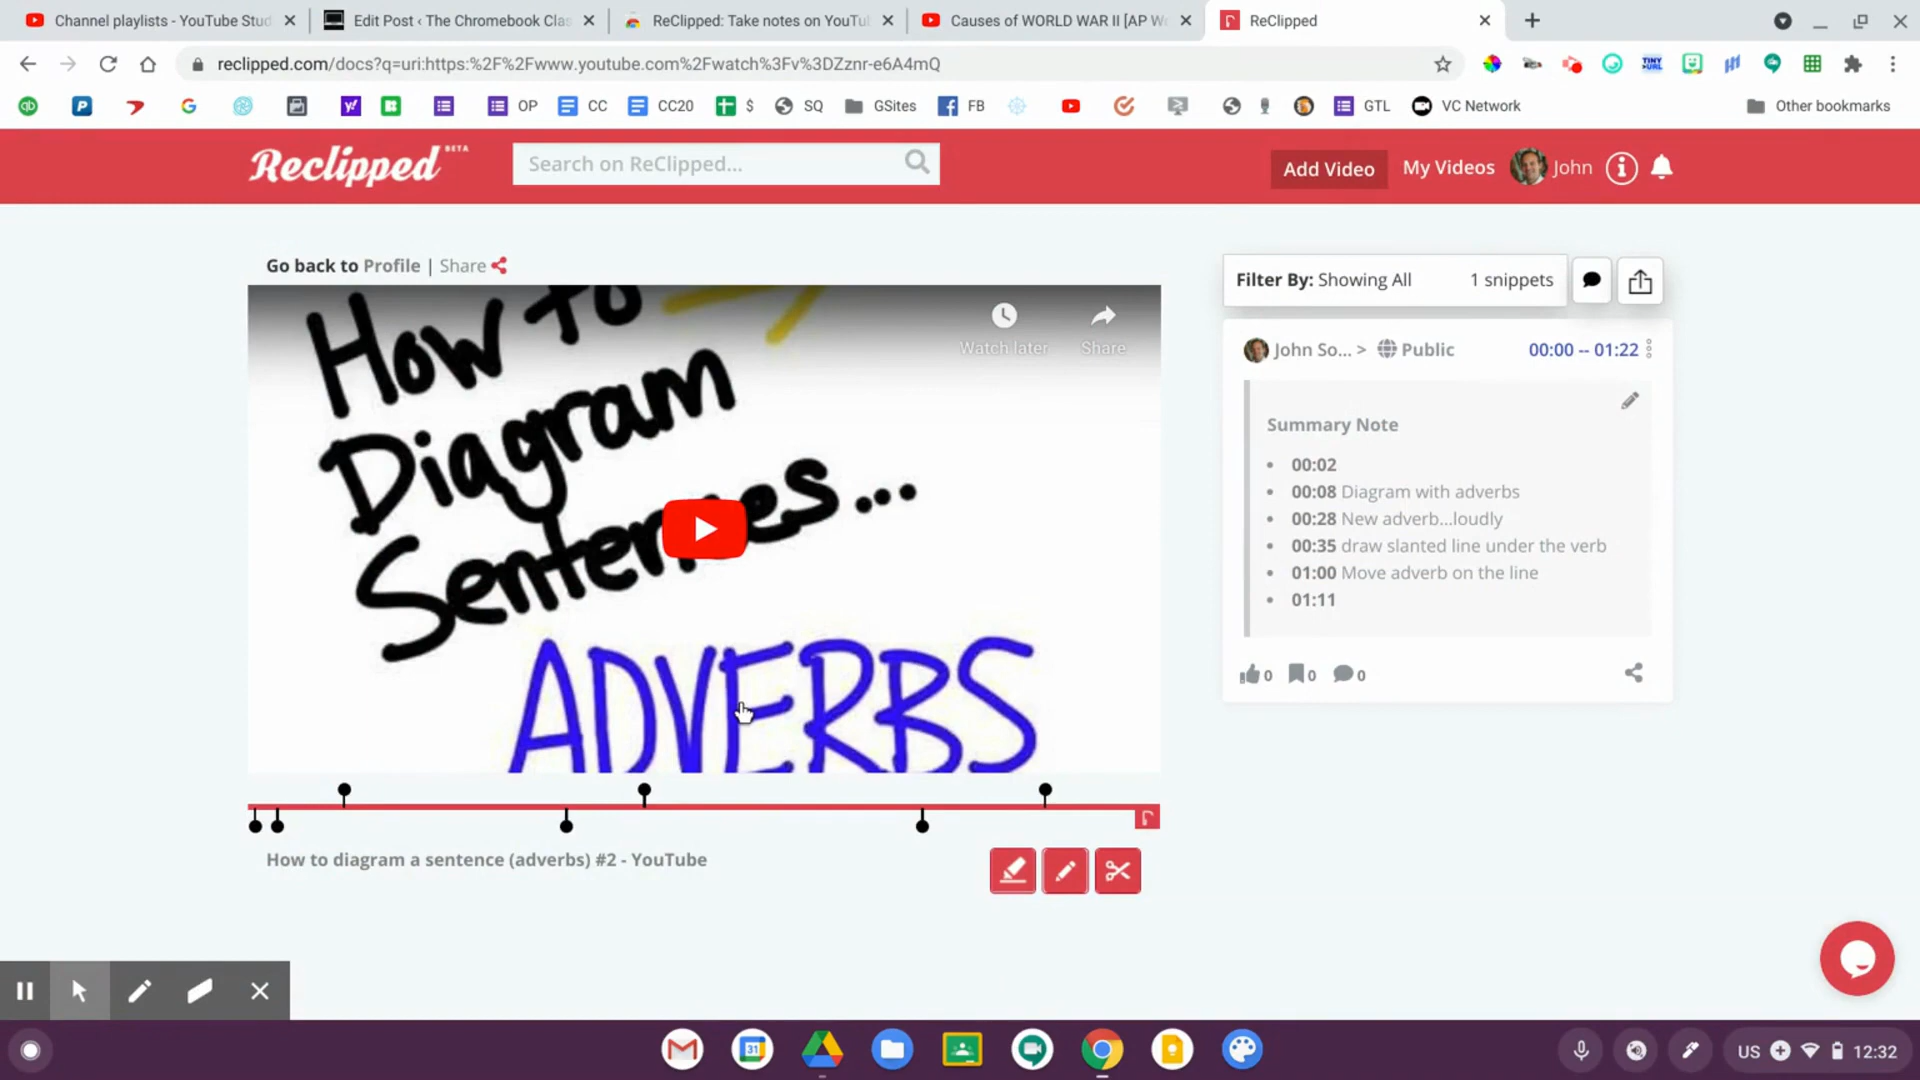 Channel playlists - YouTube Stud
Edit Post ‹ The Chromebook Clas
ReClipped: Take notes on YouTu
Causes of WORLD WAR II [AP Wo
ReClipped
reclipped.com/docs?q=uri:https:%2F%2Fwww.youtube.com%2Fwatch%3Fv%3DZznr-e6A4mQ
TINY URL
OP
CC
CC20
$
SQ
GSites
FB
GTL
VC Network
Other bookmarks
Reclipped BETA
Search on ReClipped...
Add Video
My Videos
John
Go back to Profile | Share
Filter By: Showing All
1 snippets
How to
Diagram
Sentences...
ADVERBS
Watch later
Share
John So... >
Public
00:00 -- 01:22
Summary Note
• 00:02
• 00:08 Diagram with adverbs
• 00:28 New adverb...loudly
• 00:35 draw slanted line under the verb
• 01:00 Move adverb on the line
• 01:11
0
0
0
How to diagram a sentence (adverbs) #2 - YouTube
31
US
12:32